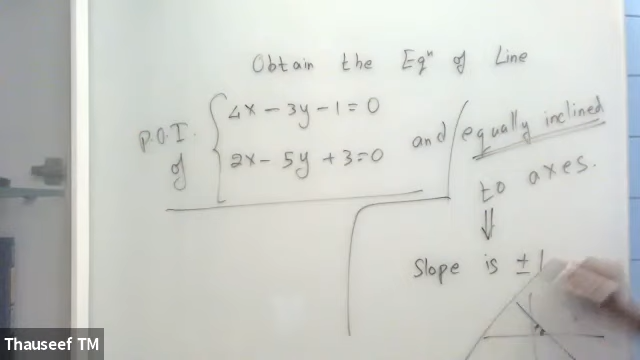 Obtain the Eqⁿ of Line
P.O.I. of { 4x - 3y - 1 = 0
2x - 5y + 3 = 0 and equally inclined
to axes.
⇓
Slope is ± 1
Thauseef TM